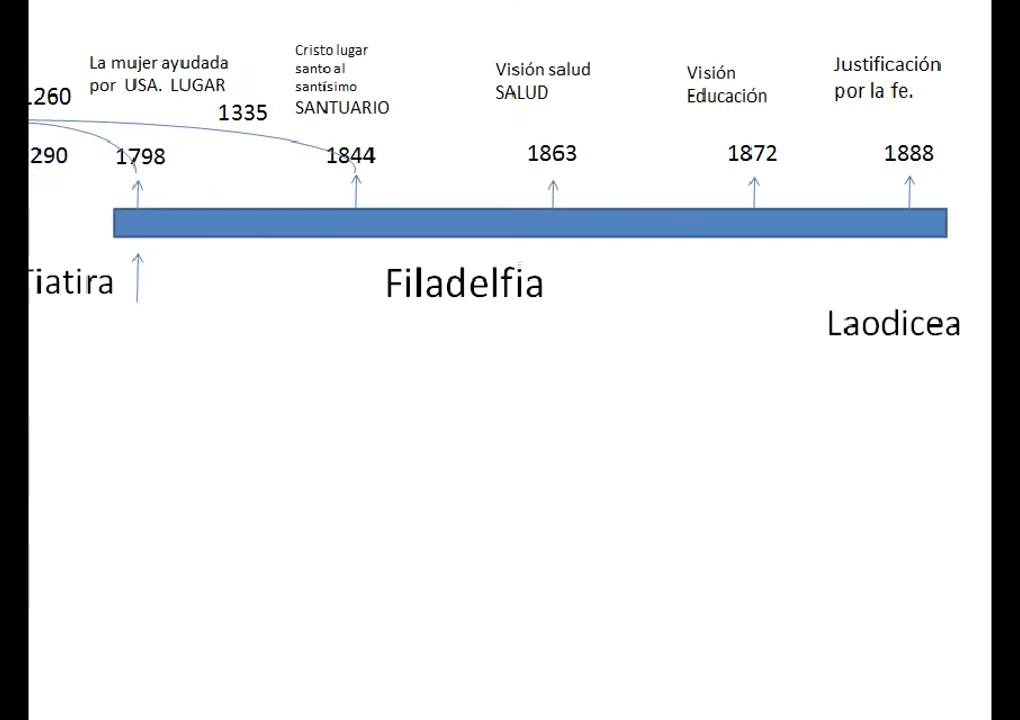 Cristo lugar
santo al
santísimo
SANTUARIO
La mujer ayudada
por USA. LUGAR
Visión salud
SALUD
Visión
Educación
Justificación
por la fe.
1260
1335
290
1798
1844
1863
1872
1888
Tiatira
Filadelfia
Laodicea